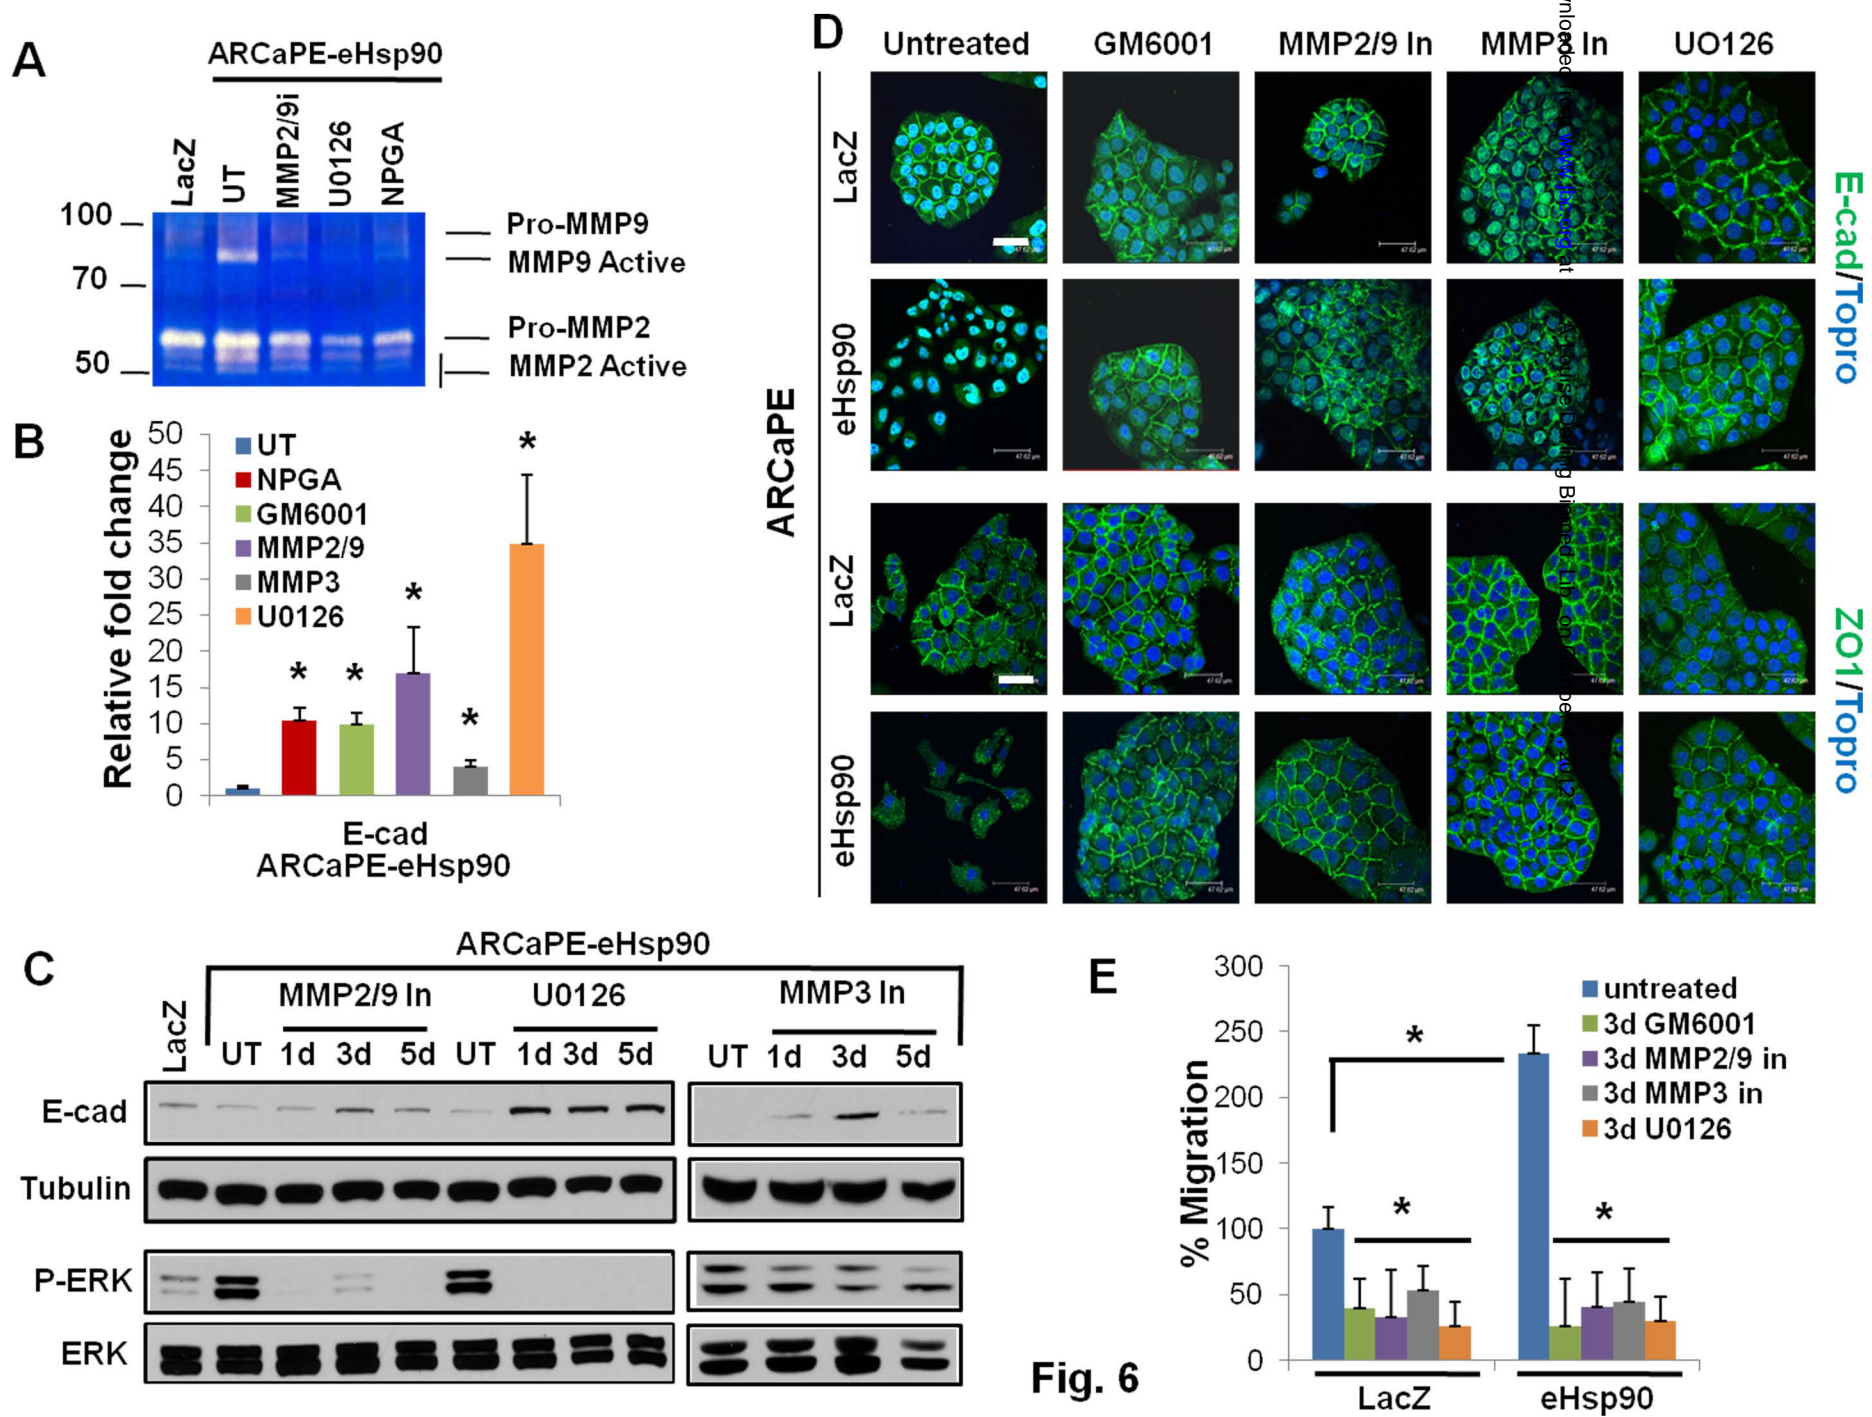 A
ARCaPE-eHsp90
LacZ
UT
MMP2/9i
U0126
NPGA
100
70
50
Pro-MMP9
MMP9 Active
Pro-MMP2
MMP2 Active
B
Relative fold change
50
45
40
35
30
25
20
15
10
5
0
UT
NPGA
GM6001
MMP2/9
MMP3
U0126
*
*
*
*
*
E-cad
ARCaPE-eHsp90
C
ARCaPE-eHsp90
LacZ
MMP2/9 In
U0126
MMP3 In
UT 1d 3d 5d UT 1d 3d 5d
UT 1d 3d 5d
E-cad
Tubulin
P-ERK
ERK
D
Untreated
GM6001
MMP2/9 In
In
UO126
ARCaPE
LacZ
eHsp90
LacZ
eHsp90
E-cad/Topro
ZO1/Topro
47.62 µm
E
% Migration
300
250
200
150
100
50
0
untreated
3d GM6001
3d MMP2/9 in
3d MMP3 in
3d U0126
*
*
*
LacZ
eHsp90
Fig. 6